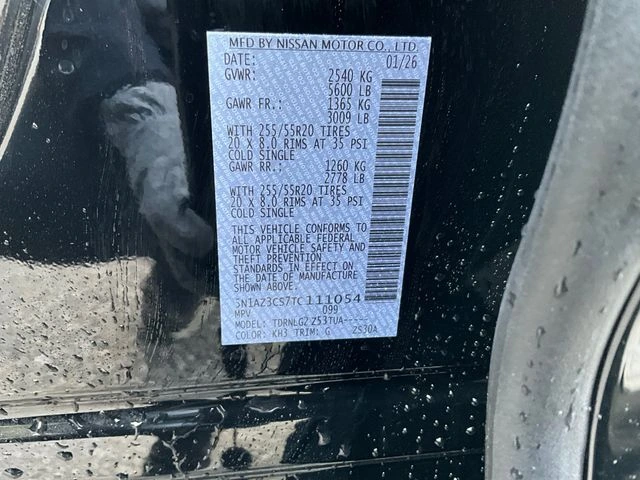 MFD BY NISSAN MOTOR CO., LTD.
DATE: 01/26
GVWR: 2540 KG
5600 LB
GAWR FR.: 1365 KG
3009 LB
WITH 255/55R20 TIRES
20 X 8.0 RIMS AT 35 PSI
COLD SINGLE
GAWR RR.: 1260 KG
2778 LB
WITH 255/55R20 TIRES
20 X 8.0 RIMS AT 35 PSI
COLD SINGLE
THIS VEHICLE CONFORMS TO
ALL APPLICABLE FEDERAL
MOTOR VEHICLE SAFETY AND
THEFT PREVENTION
STANDARDS IN EFFECT ON
THE DATE OF MANUFACTURE
SHOWN ABOVE.
5N1AZ3CS7TC111054
MPV 099
MODEL: TDRNLG2 Z53TUA-----
COLOR: KH3 TRIM: G ZS30A